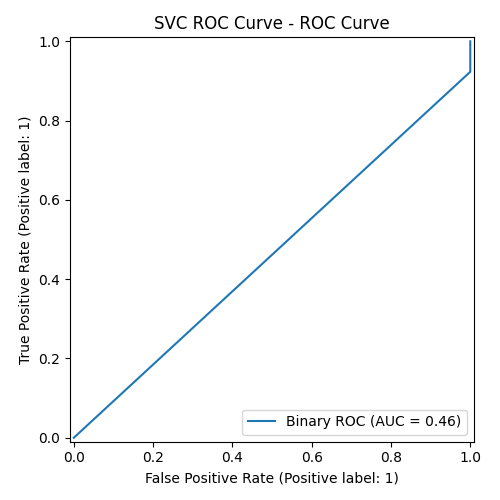 SVC ROC Curve - ROC Curve
1.0
0.8
0.6
0.4
0.2
0.0
True Positive Rate (Positive label: 1)
Binary ROC (AUC = 0.46)
0.0 0.2 0.4 0.6 0.8 1.0
False Positive Rate (Positive label: 1)